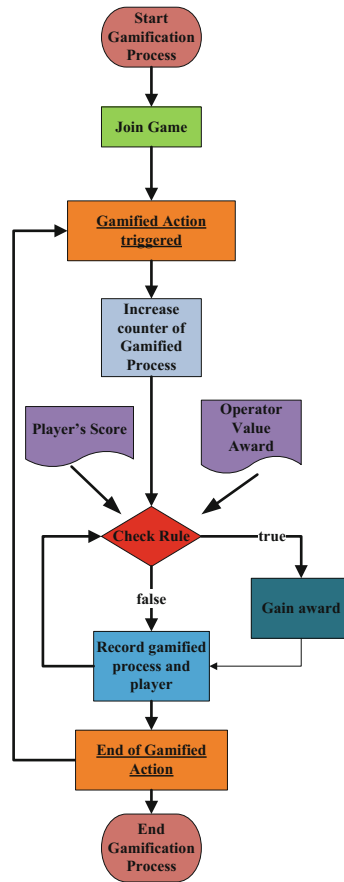 Start
Gamification
Process
Join Game
Gamified Action
triggered
Increase
counter of
Gamified
Process
Player's Score
Operator
Value
Award
Check Rule
true
false
Gain award
Record gamified
process and
player
End of Gamified
Action
End
Gamification
Process